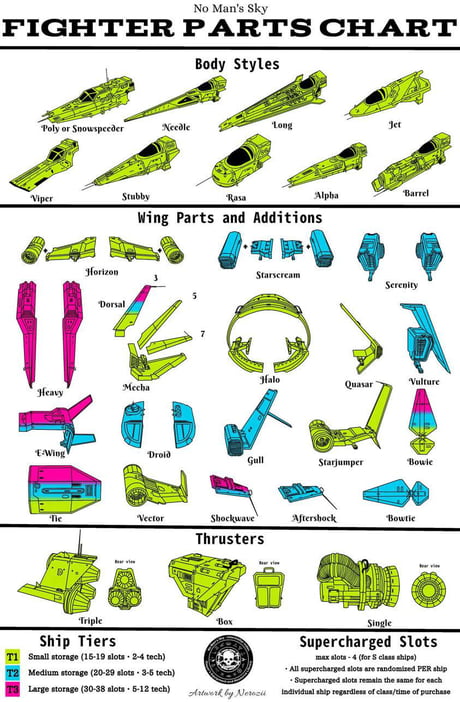 No Man's Sky
FIGHTER PARTS CHART
Body Styles
Poly or Snowspeeder
Needle
Long
Jet
Viper
Stubby
Rasa
Alpha
Barrel
Wing Parts and Additions
Horizon
Starscream
Serenity
Heavy
Dorsal
3
5
7
Mecha
Halo
Quasar
Vulture
E-Wing
Droid
Gull
Starjumper
Bowie
Tie
Vector
Shockwave
Aftershock
Bowtie
Thrusters
Rear view
Rear view
Rear view
Triple
Box
Single
Ship Tiers
T1 Small storage (15-19 slots • 2-4 tech)
T2 Medium storage (20-29 slots • 3-5 tech)
T3 Large storage (30-38 slots • 5-12 tech)
Artwork by Nerozii
Supercharged Slots
max slots - 4 (for S class ships)
• All supercharged slots are randomized PER ship
• Supercharged slots remain the same for each
individual ship regardless of class/time of purchase